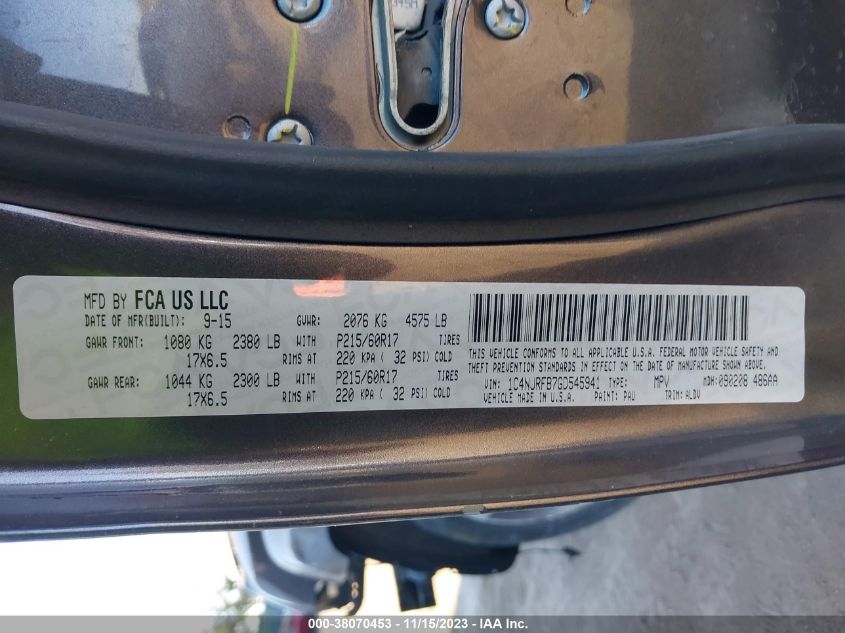 MFD BY FCA US LLC
DATE OF MFR(BUILT): 9-15 GVWR: 2076 KG 4575 LB
GAWR FRONT: 1080 KG 2380 LB WITH P215/60R17 TIRES
17X6.5 RIMS AT 220 KPA ( 32 PSI) COLD
GAWR REAR: 1044 KG 2300 LB WITH P215/60R17 TIRES
17X6.5 RIMS AT 220 KPA ( 32 PSI) COLD
THIS VEHICLE CONFORMS TO ALL APPLICABLE U.S.A. FEDERAL MOTOR VEHICLE SAFETY AND
THEFT PREVENTION STANDARDS IN EFFECT ON THE DATE OF MANUFACTURE SHOWN ABOVE.
VIN: 1C4NJRFB7GD545941 TYPE: MPV MDH:090208 486AA
VEHICLE MADE IN U.S.A. PAINT: PAU TRIM: ALDV
000-38070453 - 11/15/2023 - IAA Inc.